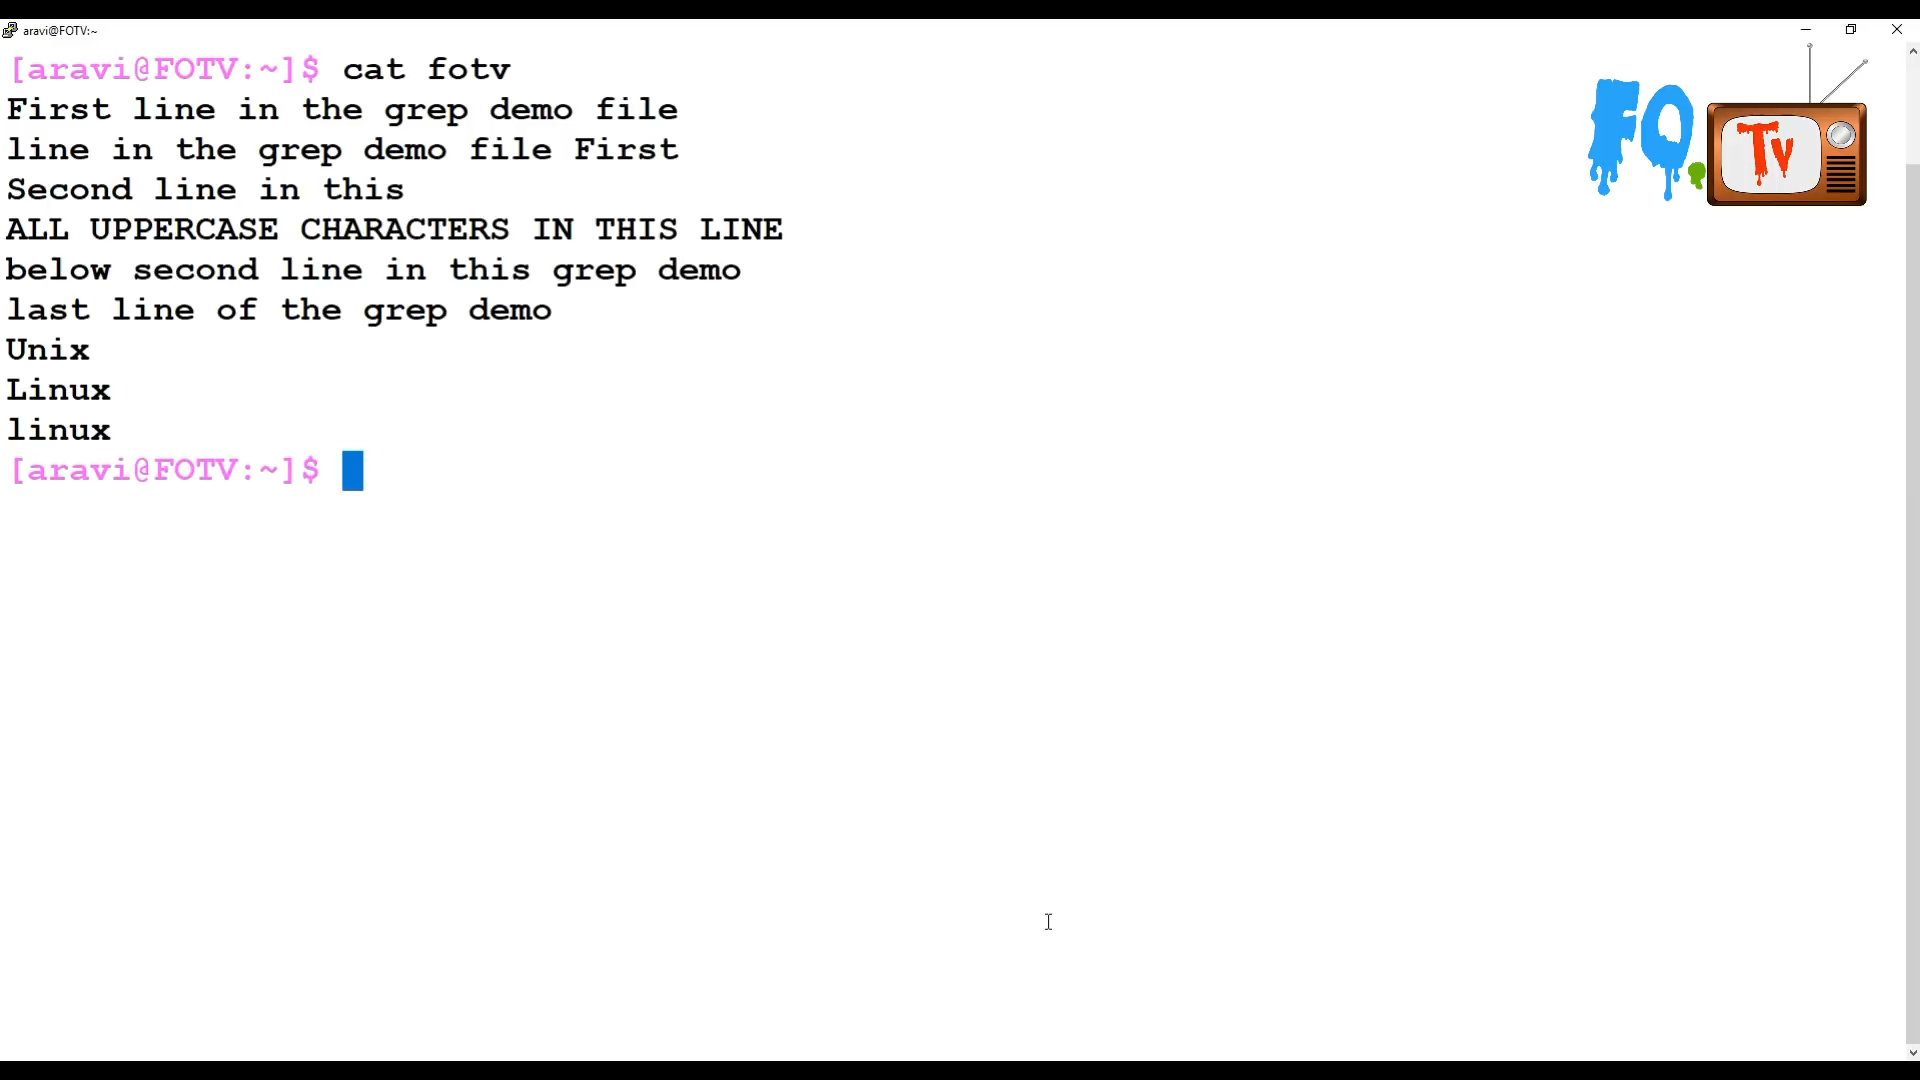 aravi@FOTV:~
[aravi@FOTV:~]$ cat fotv
First line in the grep demo file
line in the grep demo file First
Second line in this
ALL UPPERCASE CHARACTERS IN THIS LINE
below second line in this grep demo
last line of the grep demo
Unix
Linux
linux
[aravi@FOTV:~]$
FO.Tv